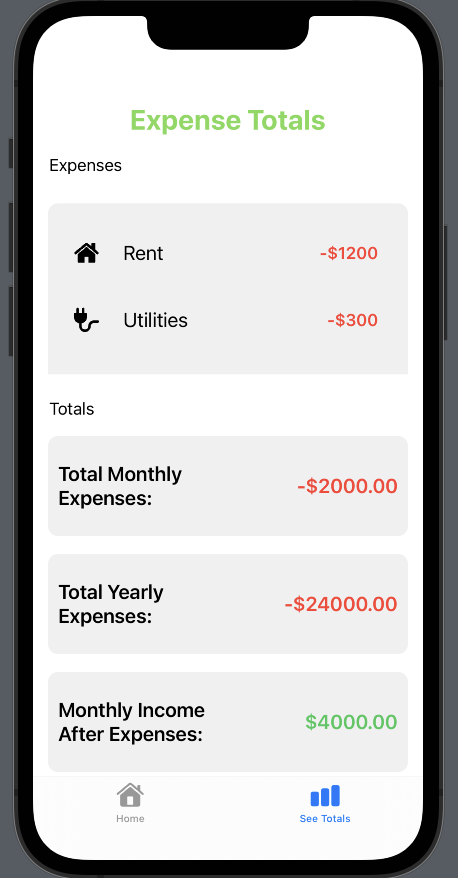 Expense Totals
Expenses
Rent -$1200
Utilities -$300
Totals
Total Monthly
Expenses:
-$2000.00
Total Yearly
Expenses:
-$24000.00
Monthly Income
After Expenses:
$4000.00
Home See Totals